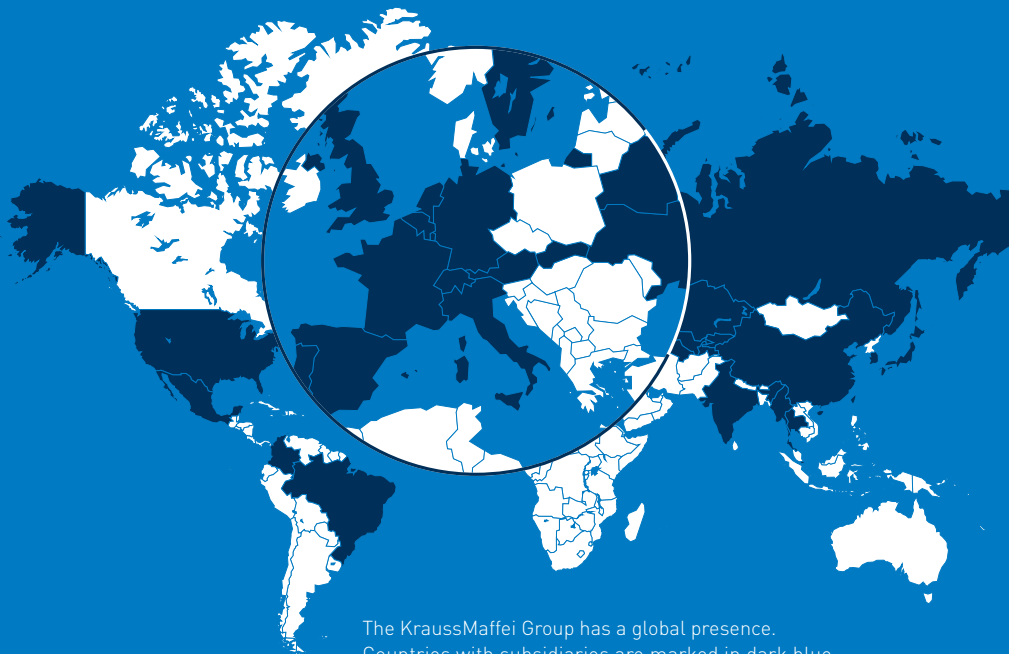 The KraussMaffei Group has a global presence.
Countries with subsidiaries are marked in dark blue